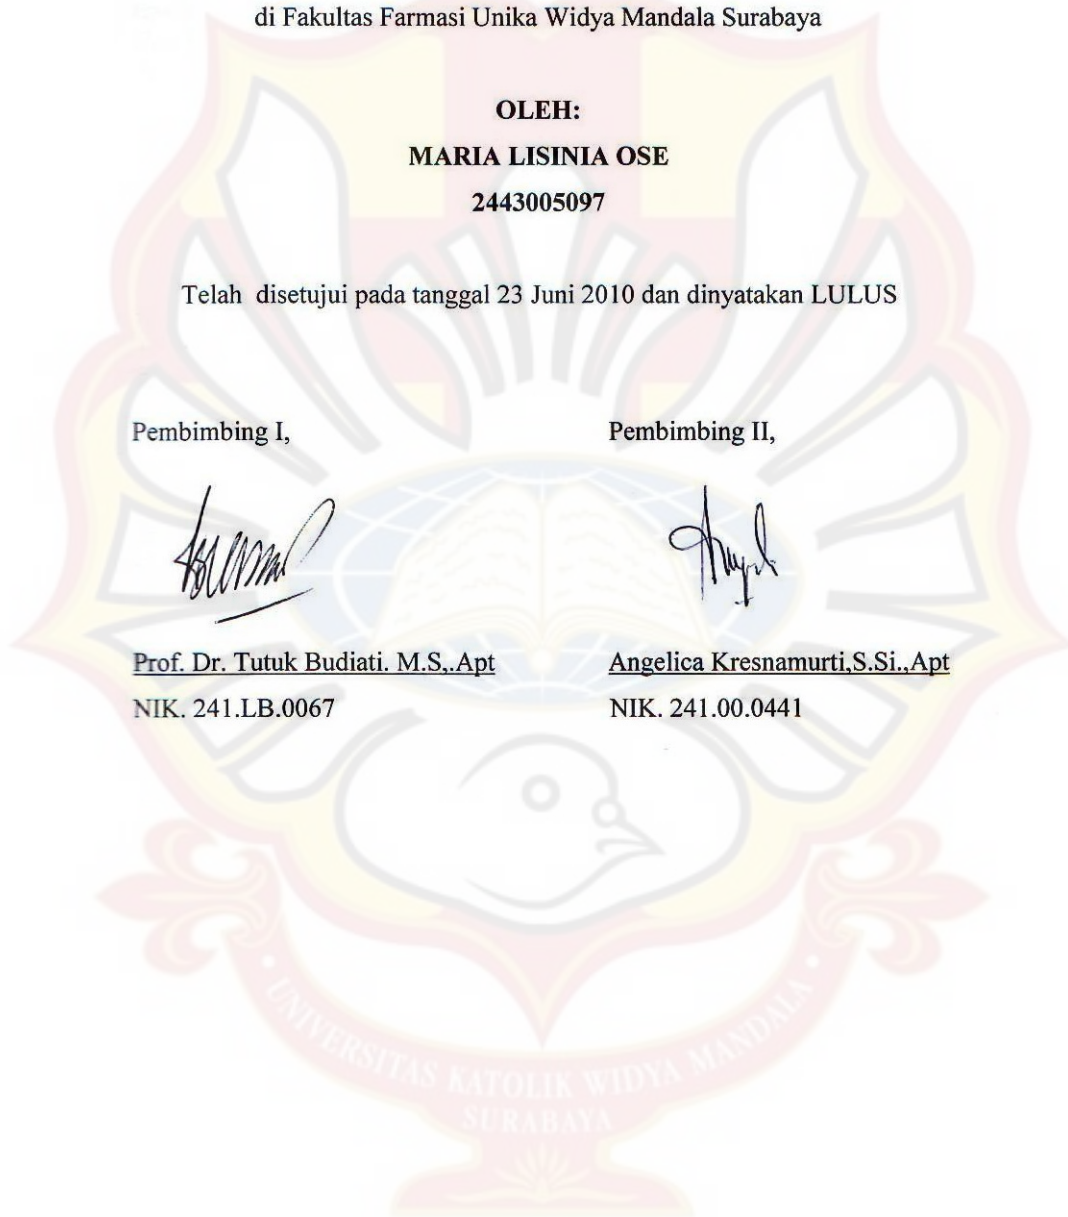 di Fakultas Farmasi Unika Widya Mandala Surabaya
OLEH:
MARIA LISINIA OSE
2443005097
Telah disetujui pada tanggal 23 Juni 2010 dan dinyatakan LULUS
Pembimbing I,
Pembimbing II,
Prof. Dr. Tutuk Budiati. M.S,.Apt
Angelica Kresnamurti,S.Si.,Apt
NIK. 241.LB.0067
NIK. 241.00.0441
UNIVERSITAS KATOLIK WIDYA MANDALA
SURABAYA